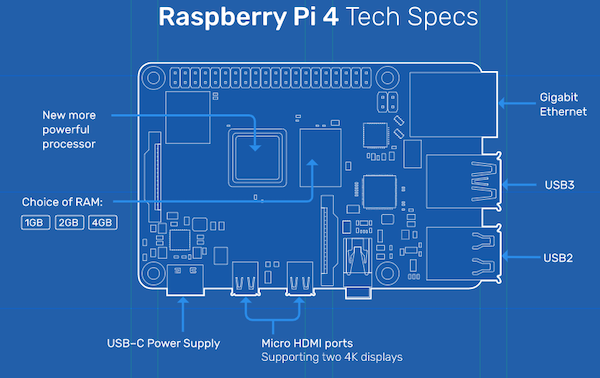 Raspberry Pi 4 Tech Specs
New more
powerful
processor
Gigabit
Ethernet
Choice of RAM:
1GB 2GB 4GB
USB3
USB2
USB-C Power Supply
Micro HDMI ports
Supporting two 4K displays